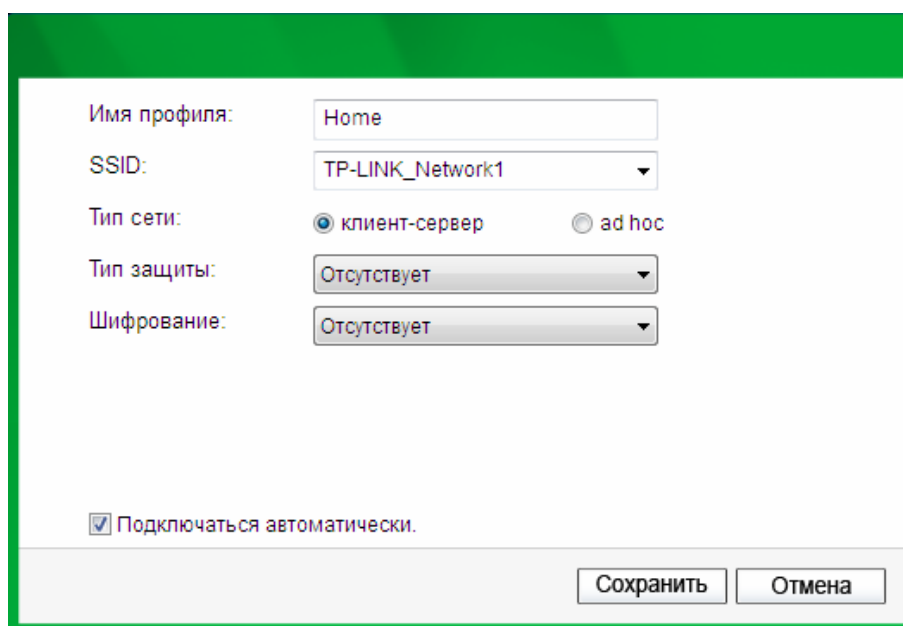 Имя профиля: Home
SSID: TP-LINK_Network1
Тип сети: клиент-сервер ad hoc
Тип защиты: Отсутствует
Шифрование: Отсутствует
Подключаться автоматически.
Сохранить Отмена